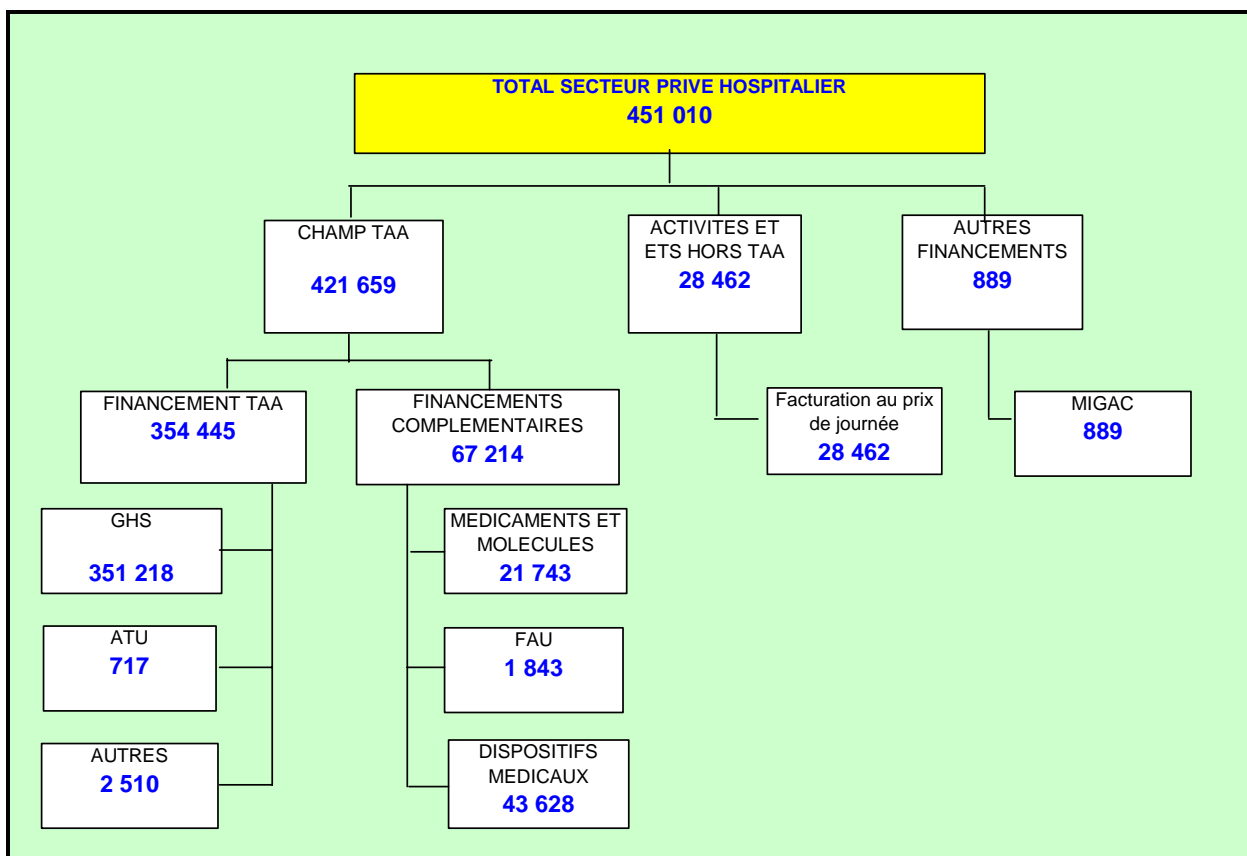 TOTAL SECTEUR PRIVE HOSPITALIER
451 010
CHAMP TAA
421 659
ACTIVITES ET
ETS HORS TAA
28 462
AUTRES
FINANCEMENTS
889
FINANCEMENT TAA
354 445
FINANCEMENTS
COMPLEMENTAIRES
67 214
Facturation au prix
de journée
28 462
MIGAC
889
GHS
351 218
MEDICAMENTS ET
MOLECULES
21 743
ATU
717
FAU
1 843
AUTRES
2 510
DISPOSITIFS
MEDICAUX
43 628